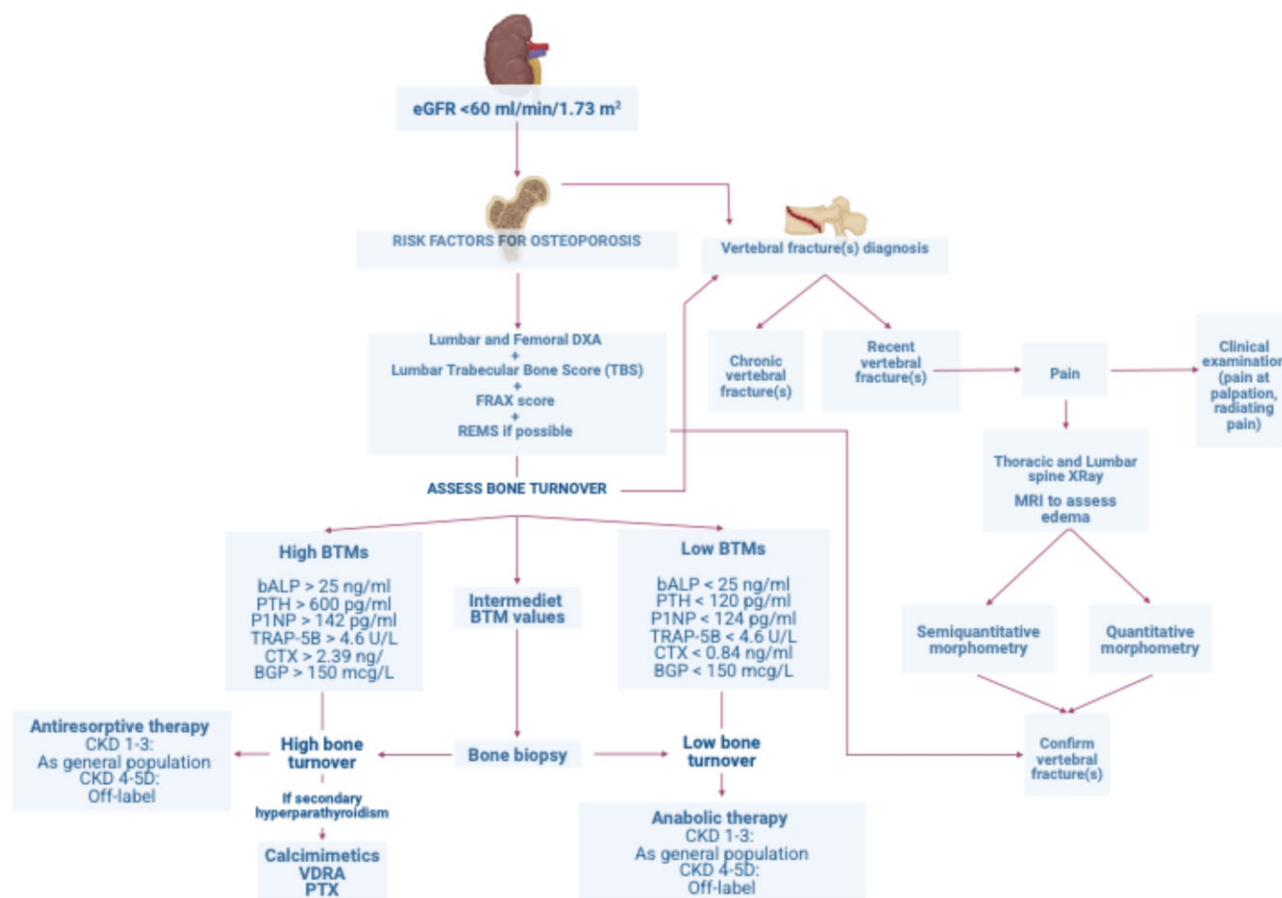 eGFR <60 ml/min/1.73 m²
RISK FACTORS FOR OSTEOPOROSIS
Vertebral fracture(s) diagnosis
Lumbar and Femoral DXA
+
Lumbar Trabecular Bone Score (TBS)
+
FRAX score
+
REMS if possible
Chronic
vertebral
fracture(s)
Recent
vertebral
fracture(s)
Pain
Clinical
examination
(pain at
palpation,
radiating
pain)
Thoracic and Lumbar
spine XRay
MRI to assess
edema
ASSESS BONE TURNOVER
High BTMs
bALP > 25 ng/ml
PTH > 600 pg/ml
P1NP > 142 pg/ml
TRAP-5B > 4.6 U/L
CTX > 2.39 ng/
BGP > 150 mcg/L
Intermediet
BTM values
Low BTMs
bALP < 25 ng/ml
PTH < 120 pg/ml
P1NP < 124 pg/ml
TRAP-5B < 4.6 U/L
CTX < 0.84 ng/ml
BGP < 150 mcg/L
Semiquantitative
morphometry
Quantitative
morphometry
Antiresorptive therapy
CKD 1-3:
As general population
CKD 4-5D:
Off-label
High bone
turnover
Bone biopsy
Low bone
turnover
Confirm
vertebral
fracture(s)
If secondary
hyperparathyroidism
Calcimimetics
VDRA
PTX
Anabolic therapy
CKD 1-3:
As general population
CKD 4-5D:
Off-label